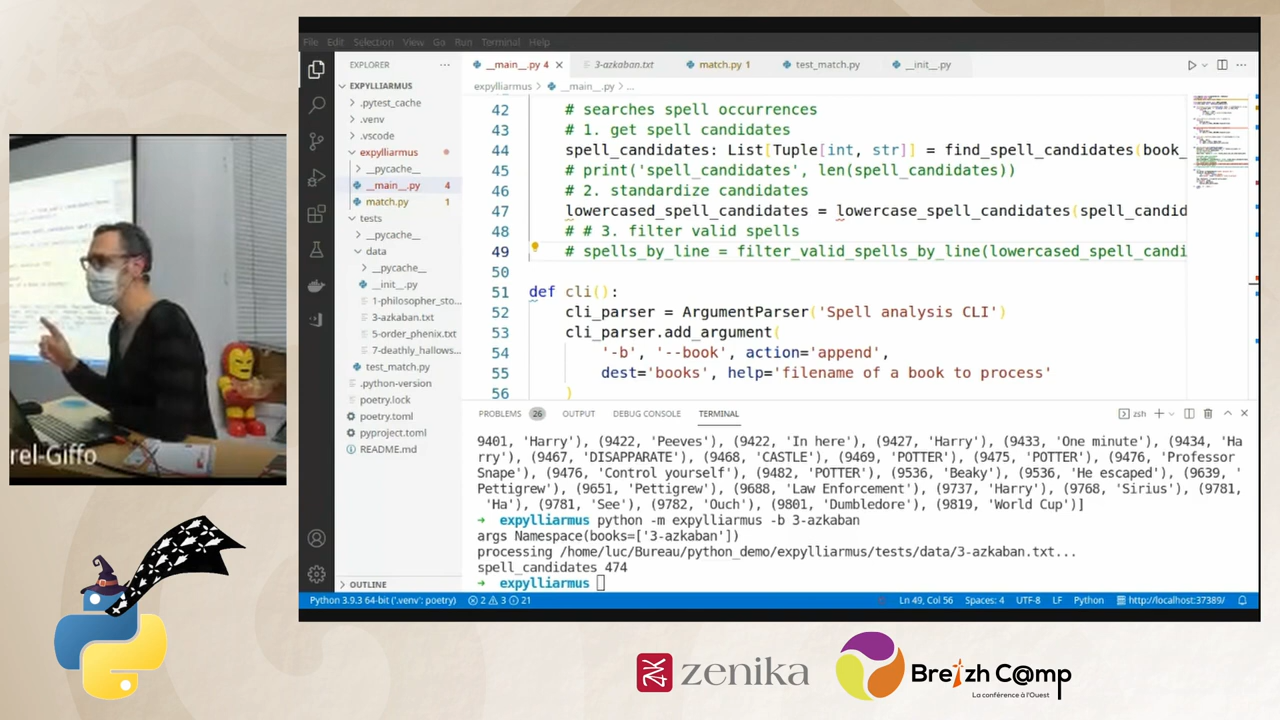 File Edit Selection View Go Run Terminal Help
EXPLORER
EXPYLLIARMUS
.pytest_cache
.venv
.vscode
expylliarmus
__pycache__
__main__.py 4
match.py 1
tests
__pycache__
data
__pycache__
__init__.py
1-philosopher_sto...
3-azkaban.txt
5-order_phenix.txt
7-deathly_hallows...
test_match.py
.python-version
poetry.lock
poetry.toml
pyproject.toml
README.md
OUTLINE
__main__.py 4 3-azkaban.txt match.py 1 test_match.py __init__.py
expylliarmus > __main__.py > ...
42 # searches spell occurrences
43 # 1. get spell candidates
44 spell_candidates: List[Tuple[int, str]] = find_spell_candidates(book_
45 # print('spell_candidates', len(spell_candidates))
46 # 2. standardize candidates
47 lowercased_spell_candidates = lowercase_spell_candidates(spell_candid
48 # # 3. filter valid spells
49 # spells_by_line = filter_valid_spells_by_line(lowercased_spell_candi
50
51 def cli():
52 cli_parser = ArgumentParser('Spell analysis CLI')
53 cli_parser.add_argument(
54 '-b', '--book', action='append',
55 dest='books', help='filename of a book to process'
56 )
PROBLEMS 26 OUTPUT DEBUG CONSOLE TERMINAL zsh
9401, 'Harry'), (9422, 'Peeves'), (9422, 'In here'), (9427, 'Harry'), (9433, 'One minute'), (9434, 'Ha
rry'), (9467, 'DISAPPARATE'), (9468, 'CASTLE'), (9469, 'POTTER'), (9475, 'POTTER'), (9476, 'Professor
Snape'), (9476, 'Control yourself'), (9482, 'POTTER'), (9536, 'Beaky'), (9536, 'He escaped'), (9639, '
Pettigrew'), (9651, 'Pettigrew'), (9688, 'Law Enforcement'), (9737, 'Harry'), (9768, 'Sirius'), (9781,
'Ha'), (9781, 'See'), (9782, 'Ouch'), (9801, 'Dumbledore'), (9819, 'World Cup')]
➜ expylliarmus python -m expylliarmus -b 3-azkaban
args Namespace(books=['3-azkaban'])
processing /home/luc/Bureau/python_demo/expylliarmus/tests/data/3-azkaban.txt...
spell_candidates 474
➜ expylliarmus
Python 3.9.3 64-bit ('.venv': poetry) 2 3 21 Ln 49, Col 56 Spaces: 4 UTF-8 LF Python http://localhost:37389/
rel-Giffo
zenika
Breizh C@mp
La conférence à l'Ouest